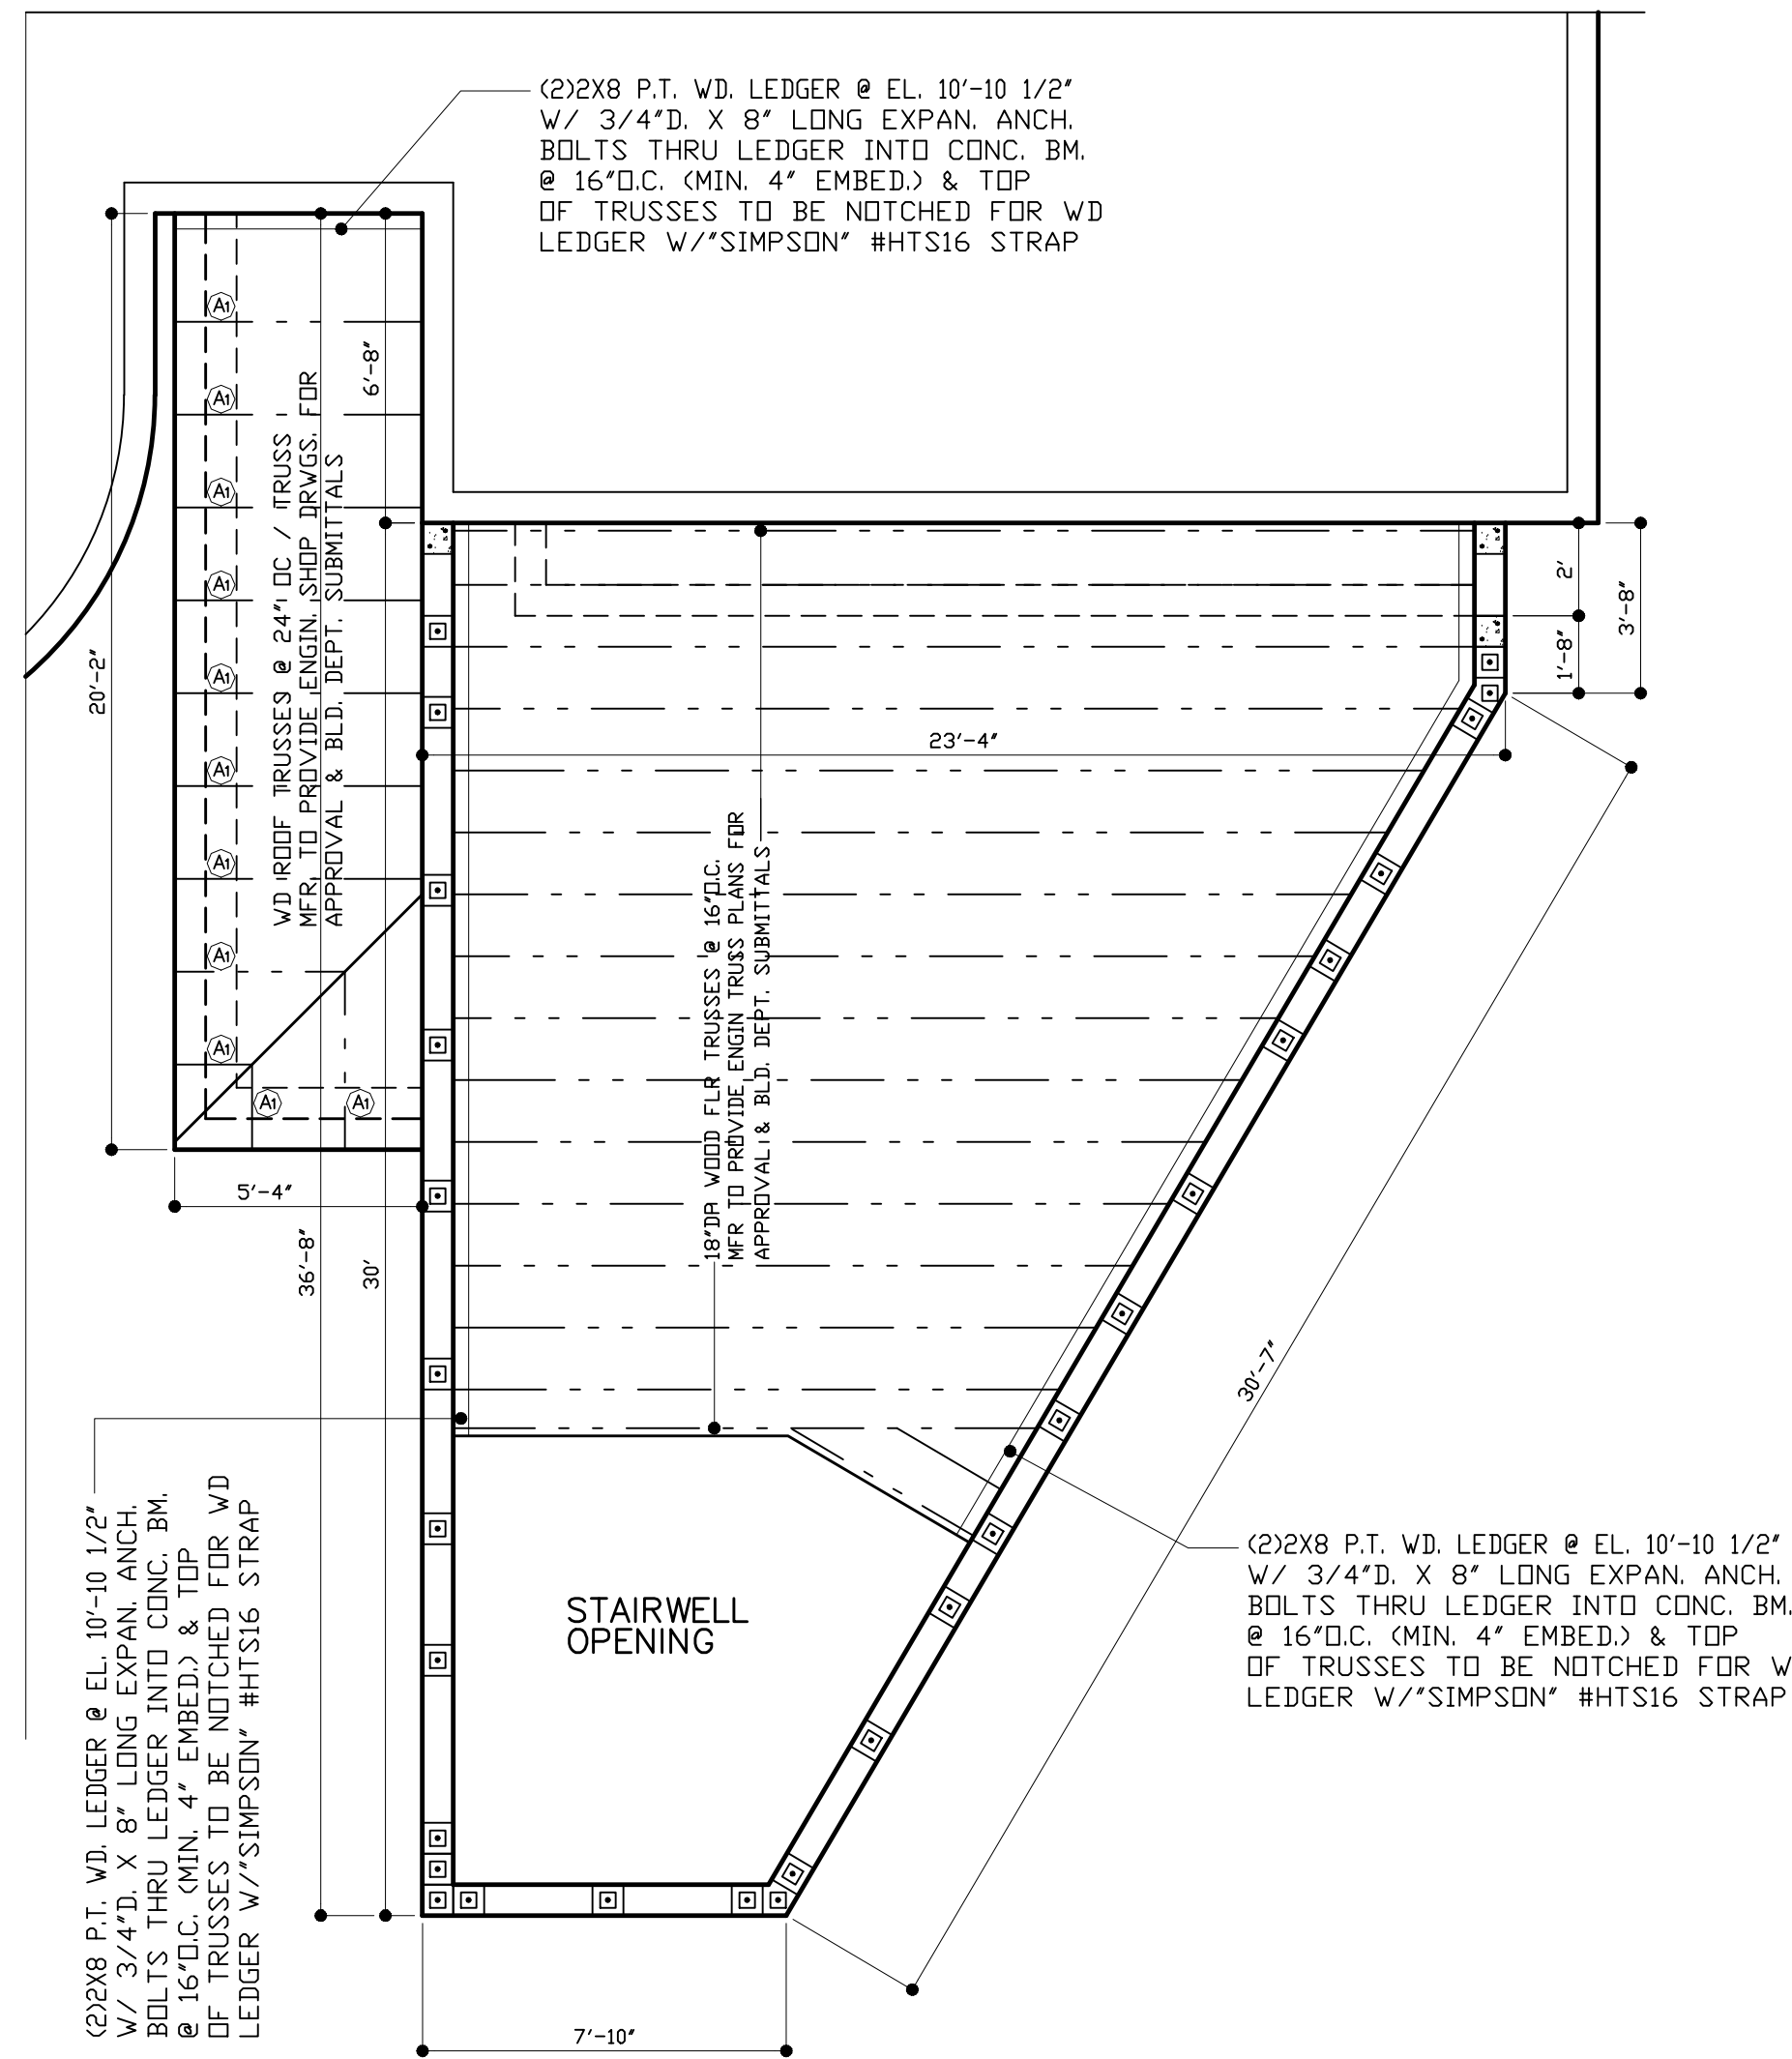 (2)2X8 P.T. WD. LEDGER @ EL. 10'-10 1/2"
W/ 3/4"D. X 8" LONG EXPAN. ANCH.
BOLTS THRU LEDGER INTO CONC. BM.
@ 16"O.C. (MIN. 4" EMBED.) & TOP
OF TRUSSES TO BE NOTCHED FOR WD
LEDGER W/"SIMPSON" #HTS16 STRAP
A1
A1
A1
A1
A1
A1
A1
A1
A1
A1
A1
6'-8"
WD ROOF TRUSSES @ 24" OC / TRUSS
MFR. TO PROVIDE ENGIN. SHOP DRWGS. FOR
APPROVAL & BLD. DEPT. SUBMITTALS
20'-2"
2'
1'-8"
3'-8"
23'-4"
18"DP WOOD FLR TRUSSES @ 16"O.C.
MFR TO PROVIDE ENGIN TRUSS PLANS FOR
APPROVAL & BLD. DEPT. SUBMITTALS
5'-4"
36'-8"
30'
30'-7"
(2)2X8 P.T. WD. LEDGER @ EL. 10'-10 1/2"
W/ 3/4"D. X 8" LONG EXPAN. ANCH.
BOLTS THRU LEDGER INTO CONC. BM.
@ 16"O.C. (MIN. 4" EMBED.) & TOP
OF TRUSSES TO BE NOTCHED FOR WD
LEDGER W/"SIMPSON" #HTS16 STRAP
STAIRWELL
OPENING
(2)2X8 P.T. WD. LEDGER @ EL. 10'-10 1/2"
W/ 3/4"D. X 8" LONG EXPAN. ANCH.
BOLTS THRU LEDGER INTO CONC. BM.
@ 16"O.C. (MIN. 4" EMBED.) & TOP
OF TRUSSES TO BE NOTCHED FOR W
LEDGER W/"SIMPSON" #HTS16 STRAP
7'-10"